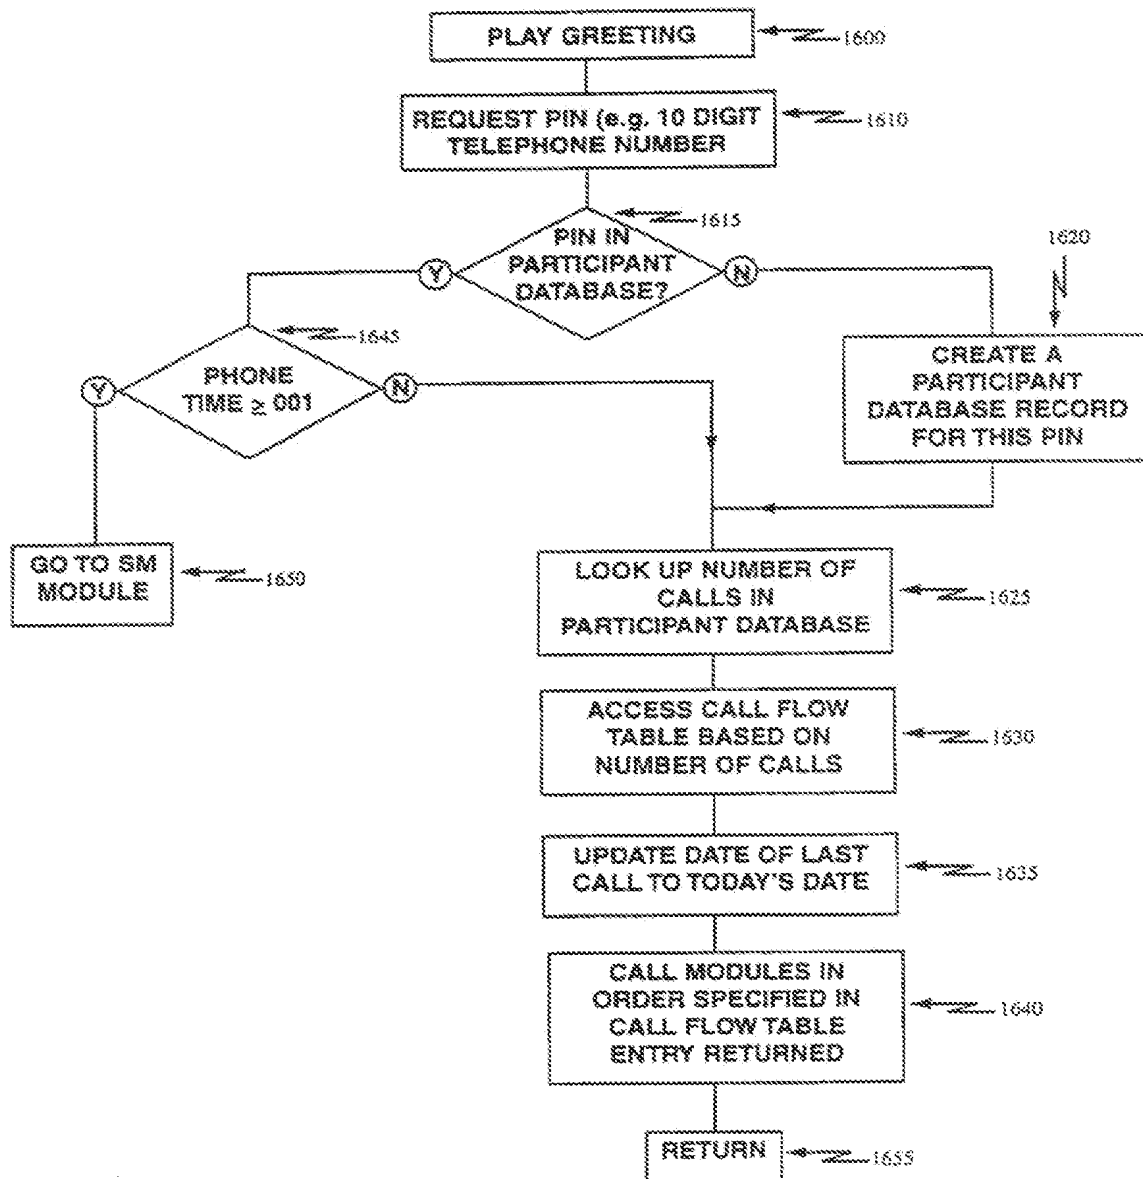 PLAY GREETING
1600
REQUEST PIN (e.g. 10 DIGIT
TELEPHONE NUMBER
1610
PIN IN
PARTICIPANT
DATABASE?
1615
Y
N
1620
CREATE A
PARTICIPANT
DATABASE RECORD
FOR THIS PIN
PHONE
TIME ≥ 001
1645
Y
N
GO TO SM
MODULE
1650
LOOK UP NUMBER OF
CALLS IN
PARTICIPANT DATABASE
1625
ACCESS CALL FLOW
TABLE BASED ON
NUMBER OF CALLS
1630
UPDATE DATE OF LAST
CALL TO TODAY'S DATE
1635
CALL MODULES IN
ORDER SPECIFIED IN
CALL FLOW TABLE
ENTRY RETURNED
1640
RETURN
1655